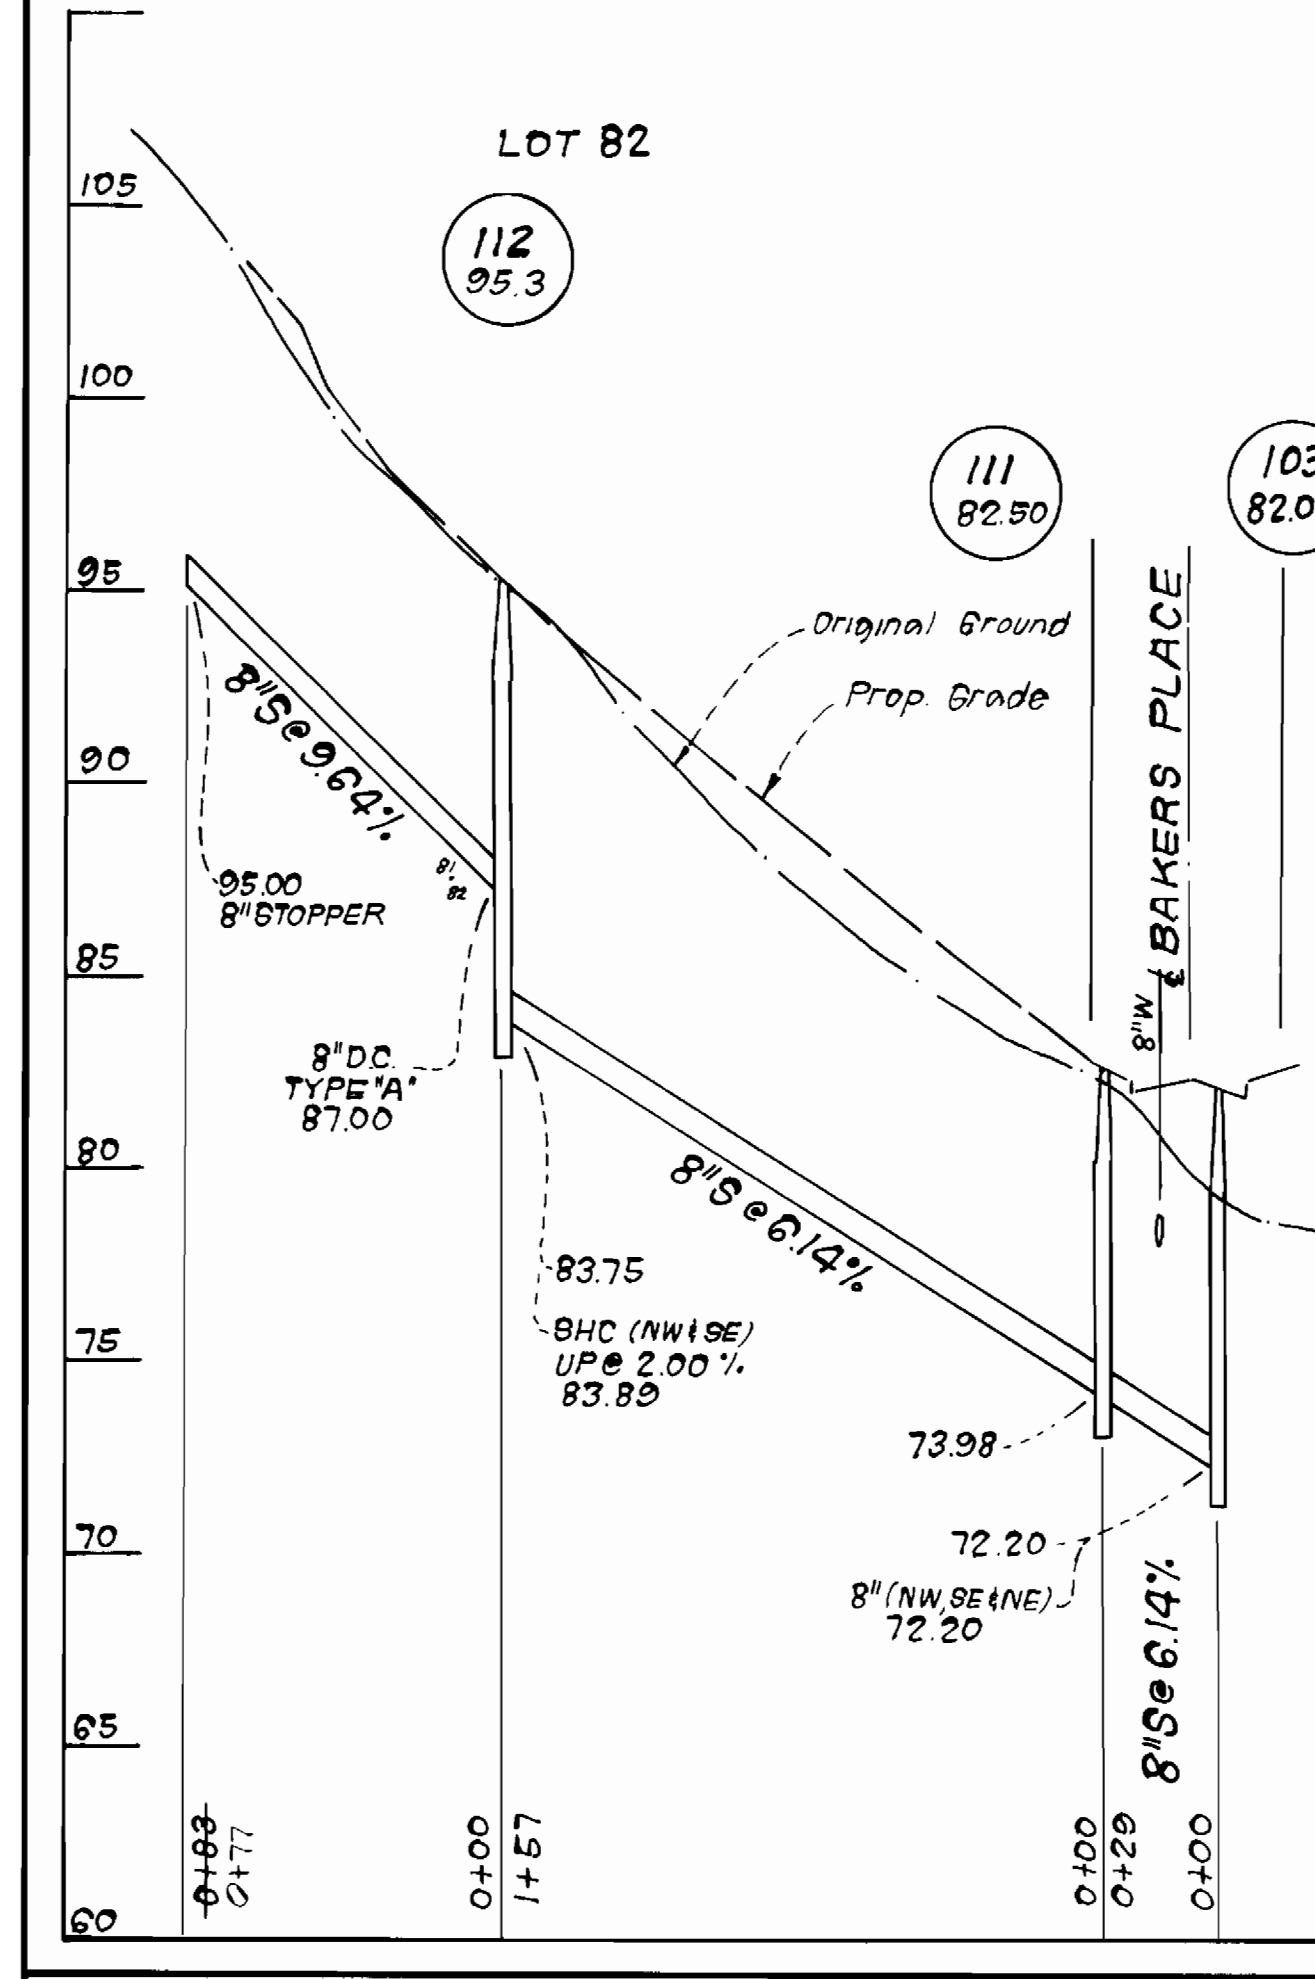 LOT 82
112
95.3
111
82.50
103
82.0
105
100
95
90
85
80
75
70
65
60
Original Ground
Prop. Grade
℄ BAKERS PLACE
8"W
8"S@9.64%
95.00
8"STOPPER
81.
82
8"D.C.
TYPE"A"
87.00
8"S@6.14%
83.75
8HC (NW&SE)
UP@ 2.00%
83.89
73.98
72.20
8"(NW,SE&NE)
72.20
8"S@6.14%
0+83
0+77
0+00
1+57
0+00
0+29
0+00